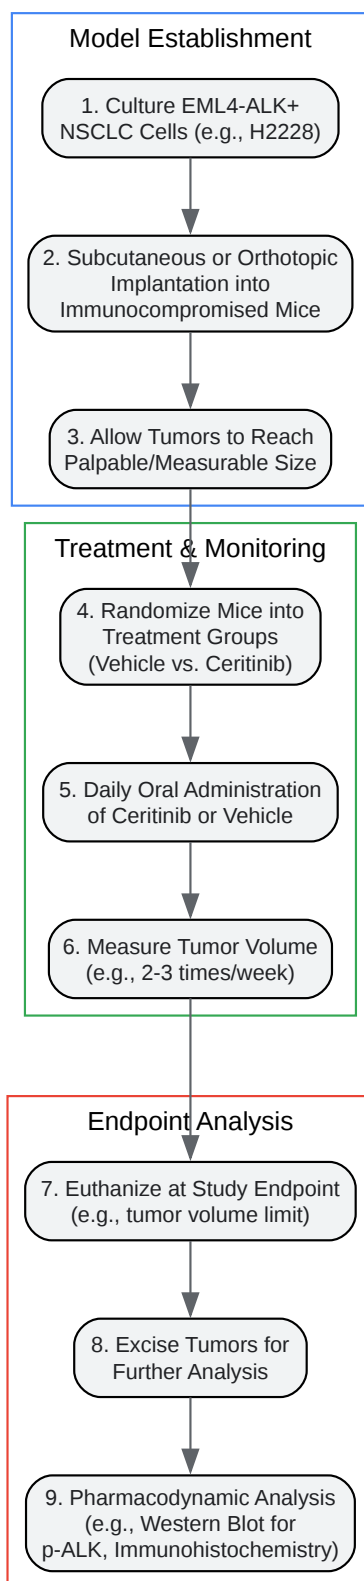 Model Establishment
1. Culture EML4-ALK+
NSCLC Cells (e.g., H2228)
2. Subcutaneous or Orthotopic
Implantation into
Immunocompromised Mice
3. Allow Tumors to Reach
Palpable/Measurable Size
Treatment & Monitoring
4. Randomize Mice into
Treatment Groups
(Vehicle vs. Ceritinib)
5. Daily Oral Administration
of Ceritinib or Vehicle
6. Measure Tumor Volume
(e.g., 2-3 times/week)
Endpoint Analysis
7. Euthanize at Study Endpoint
(e.g., tumor volume limit)
8. Excise Tumors for
Further Analysis
9. Pharmacodynamic Analysis
(e.g., Western Blot for
p-ALK, Immunohistochemistry)